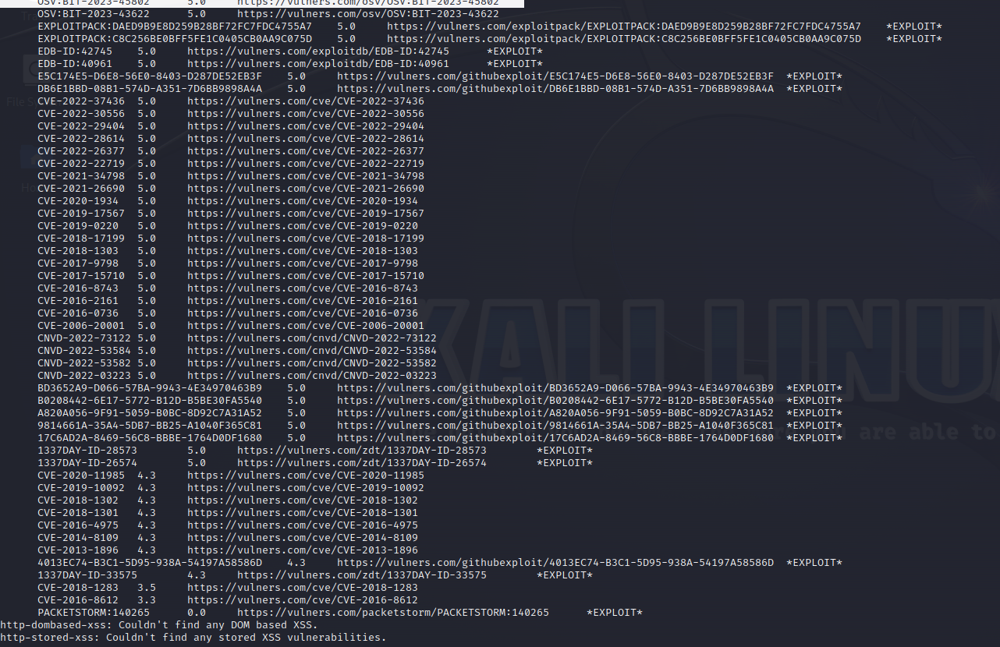 OSV:BIT-2023-45802 5.0 https://vulners.com/osv/OSV:BIT-2023-45802
OSV:BIT-2023-43622 5.0 https://vulners.com/osv/OSV:BIT-2023-43622
EXPLOITPACK:DAED9B9E8D259B28BF72FC7FDC4755A7 5.0 https://vulners.com/exploitpack/EXPLOITPACK:DAED9B9E8D259B28BF72FC7FDC4755A7 *EXPLOIT*
EXPLOITPACK:C8C256BE0BFF5FE1C0405CB0AA9C075D 5.0 https://vulners.com/exploitpack/EXPLOITPACK:C8C256BE0BFF5FE1C0405CB0AA9C075D *EXPLOIT*
EDB-ID:42745 5.0 https://vulners.com/exploitdb/EDB-ID:42745 *EXPLOIT*
EDB-ID:40961 5.0 https://vulners.com/exploitdb/EDB-ID:40961 *EXPLOIT*
E5C174E5-D6E8-56E0-8403-D287DE52EB3F 5.0 https://vulners.com/githubexploit/E5C174E5-D6E8-56E0-8403-D287DE52EB3F *EXPLOIT*
DB6E1BBD-08B1-574D-A351-7D6BB9898A4A 5.0 https://vulners.com/githubexploit/DB6E1BBD-08B1-574D-A351-7D6BB9898A4A *EXPLOIT*
CVE-2022-37436 5.0 https://vulners.com/cve/CVE-2022-37436
CVE-2022-30556 5.0 https://vulners.com/cve/CVE-2022-30556
CVE-2022-29404 5.0 https://vulners.com/cve/CVE-2022-29404
CVE-2022-28614 5.0 https://vulners.com/cve/CVE-2022-28614
CVE-2022-26377 5.0 https://vulners.com/cve/CVE-2022-26377
CVE-2022-22719 5.0 https://vulners.com/cve/CVE-2022-22719
CVE-2021-34798 5.0 https://vulners.com/cve/CVE-2021-34798
CVE-2021-26690 5.0 https://vulners.com/cve/CVE-2021-26690
CVE-2020-1934 5.0 https://vulners.com/cve/CVE-2020-1934
CVE-2019-17567 5.0 https://vulners.com/cve/CVE-2019-17567
CVE-2019-0220 5.0 https://vulners.com/cve/CVE-2019-0220
CVE-2018-17199 5.0 https://vulners.com/cve/CVE-2018-17199
CVE-2018-1303 5.0 https://vulners.com/cve/CVE-2018-1303
CVE-2017-9798 5.0 https://vulners.com/cve/CVE-2017-9798
CVE-2017-15710 5.0 https://vulners.com/cve/CVE-2017-15710
CVE-2016-8743 5.0 https://vulners.com/cve/CVE-2016-8743
CVE-2016-2161 5.0 https://vulners.com/cve/CVE-2016-2161
CVE-2016-0736 5.0 https://vulners.com/cve/CVE-2016-0736
CVE-2006-20001 5.0 https://vulners.com/cve/CVE-2006-20001
CNVD-2022-73122 5.0 https://vulners.com/cnvd/CNVD-2022-73122
CNVD-2022-53584 5.0 https://vulners.com/cnvd/CNVD-2022-53584
CNVD-2022-53582 5.0 https://vulners.com/cnvd/CNVD-2022-53582
CNVD-2022-03223 5.0 https://vulners.com/cnvd/CNVD-2022-03223
BD3652A9-D066-57BA-9943-4E34970463B9 5.0 https://vulners.com/githubexploit/BD3652A9-D066-57BA-9943-4E34970463B9 *EXPLOIT*
B0208442-6E17-5772-B12D-B5BE30FA5540 5.0 https://vulners.com/githubexploit/B0208442-6E17-5772-B12D-B5BE30FA5540 *EXPLOIT*
A820A056-9F91-5059-B0BC-8D92C7A31A52 5.0 https://vulners.com/githubexploit/A820A056-9F91-5059-B0BC-8D92C7A31A52 *EXPLOIT*
9814661A-35A4-5DB7-BB25-A1040F365C81 5.0 https://vulners.com/githubexploit/9814661A-35A4-5DB7-BB25-A1040F365C81 *EXPLOIT*
17C6AD2A-8469-56C8-BBBE-1764D0DF1680 5.0 https://vulners.com/githubexploit/17C6AD2A-8469-56C8-BBBE-1764D0DF1680 *EXPLOIT*
1337DAY-ID-28573 5.0 https://vulners.com/zdt/1337DAY-ID-28573 *EXPLOIT*
1337DAY-ID-26574 5.0 https://vulners.com/zdt/1337DAY-ID-26574 *EXPLOIT*
CVE-2020-11985 4.3 https://vulners.com/cve/CVE-2020-11985
CVE-2019-10092 4.3 https://vulners.com/cve/CVE-2019-10092
CVE-2018-1302 4.3 https://vulners.com/cve/CVE-2018-1302
CVE-2018-1301 4.3 https://vulners.com/cve/CVE-2018-1301
CVE-2016-4975 4.3 https://vulners.com/cve/CVE-2016-4975
CVE-2014-8109 4.3 https://vulners.com/cve/CVE-2014-8109
CVE-2013-1896 4.3 https://vulners.com/cve/CVE-2013-1896
4013EC74-B3C1-5D95-938A-54197A58586D 4.3 https://vulners.com/githubexploit/4013EC74-B3C1-5D95-938A-54197A58586D *EXPLOIT*
1337DAY-ID-33575 4.3 https://vulners.com/zdt/1337DAY-ID-33575 *EXPLOIT*
CVE-2018-1283 3.5 https://vulners.com/cve/CVE-2018-1283
CVE-2016-8612 3.3 https://vulners.com/cve/CVE-2016-8612
PACKETSTORM:140265 0.0 https://vulners.com/packetstorm/PACKETSTORM:140265 *EXPLOIT*
http-dombased-xss: Couldn't find any DOM based XSS.
http-stored-xss: Couldn't find any stored XSS vulnerabilities.
KALI LINU
are able to